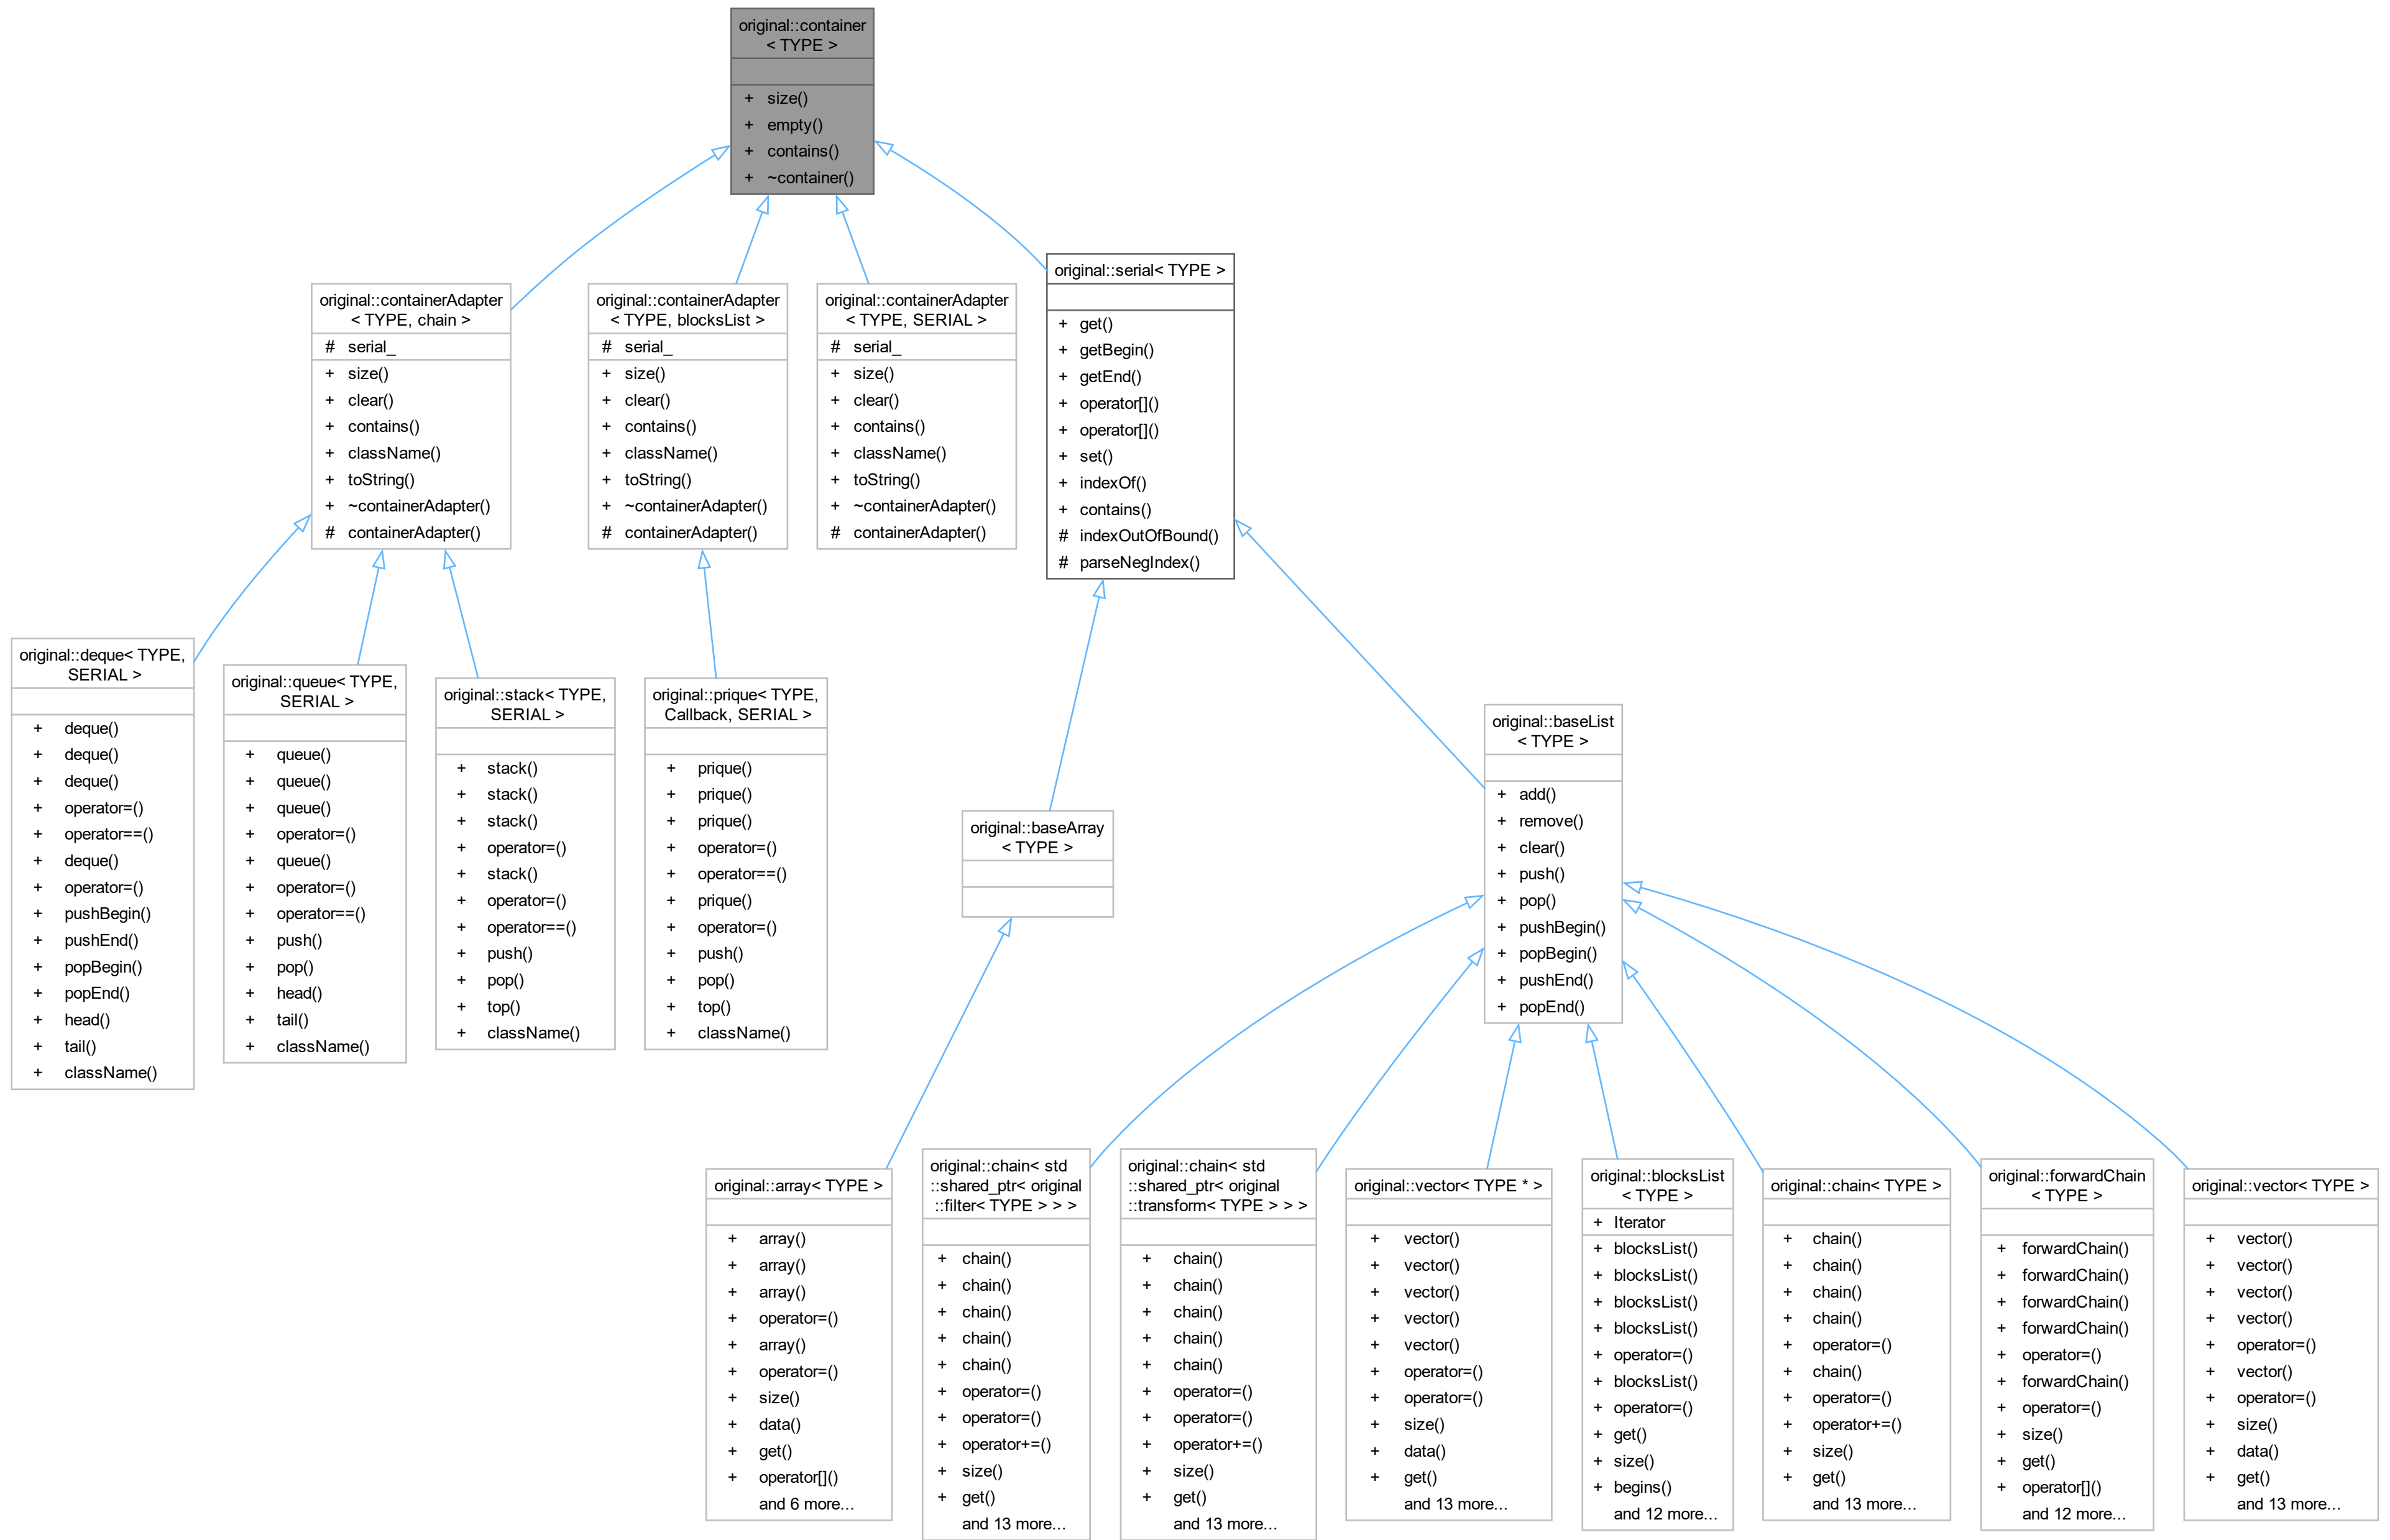 original::container
< TYPE >
+ size()
+ empty()
+ contains()
+ ~container()
original::containerAdapter
< TYPE, chain >
# serial_
+ size()
+ clear()
+ contains()
+ className()
+ toString()
+ ~containerAdapter()
# containerAdapter()
original::containerAdapter
< TYPE, blocksList >
# serial_
+ size()
+ clear()
+ contains()
+ className()
+ toString()
+ ~containerAdapter()
# containerAdapter()
original::containerAdapter
< TYPE, SERIAL >
# serial_
+ size()
+ clear()
+ contains()
+ className()
+ toString()
+ ~containerAdapter()
# containerAdapter()
original::serial< TYPE >
+ get()
+ getBegin()
+ getEnd()
+ operator[]()
+ operator[]()
+ set()
+ indexOf()
+ contains()
# indexOutOfBound()
# parseNegIndex()
original::deque< TYPE,
SERIAL >
+ deque()
+ deque()
+ deque()
+ operator=()
+ operator==()
+ deque()
+ operator=()
+ pushBegin()
+ pushEnd()
+ popBegin()
+ popEnd()
+ head()
+ tail()
+ className()
original::queue< TYPE,
SERIAL >
+ queue()
+ queue()
+ queue()
+ operator=()
+ queue()
+ operator=()
+ operator==()
+ push()
+ pop()
+ head()
+ tail()
+ className()
original::stack< TYPE,
SERIAL >
+ stack()
+ stack()
+ stack()
+ operator=()
+ stack()
+ operator=()
+ operator==()
+ push()
+ pop()
+ top()
+ className()
original::prique< TYPE,
Callback, SERIAL >
+ prique()
+ prique()
+ prique()
+ operator=()
+ operator==()
+ prique()
+ operator=()
+ push()
+ pop()
+ top()
+ className()
original::baseArray
< TYPE >
original::baseList
< TYPE >
+ add()
+ remove()
+ clear()
+ push()
+ pop()
+ pushBegin()
+ popBegin()
+ pushEnd()
+ popEnd()
original::array< TYPE >
+ array()
+ array()
+ array()
+ operator=()
+ array()
+ operator=()
+ size()
+ data()
+ get()
+ operator[]()
and 6 more...
original::chain< std
::shared_ptr< original
::filter< TYPE > > >
+ chain()
+ chain()
+ chain()
+ chain()
+ chain()
+ operator=()
+ operator=()
+ operator+=()
+ size()
+ get()
and 13 more...
original::chain< std
::shared_ptr< original
::transform< TYPE > > >
+ chain()
+ chain()
+ chain()
+ chain()
+ chain()
+ operator=()
+ operator=()
+ operator+=()
+ size()
+ get()
and 13 more...
original::vector< TYPE * >
+ vector()
+ vector()
+ vector()
+ vector()
+ vector()
+ operator=()
+ operator=()
+ size()
+ data()
+ get()
and 13 more...
original::blocksList
< TYPE >
+ Iterator
+ blocksList()
+ blocksList()
+ blocksList()
+ blocksList()
+ operator=()
+ blocksList()
+ operator=()
+ get()
+ size()
+ begins()
and 12 more...
original::chain< TYPE >
+ chain()
+ chain()
+ chain()
+ chain()
+ operator=()
+ chain()
+ operator=()
+ operator+=()
+ size()
+ get()
and 13 more...
original::forwardChain
< TYPE >
+ forwardChain()
+ forwardChain()
+ forwardChain()
+ forwardChain()
+ operator=()
+ forwardChain()
+ operator=()
+ size()
+ get()
+ operator[]()
and 12 more...
original::vector< TYPE >
+ vector()
+ vector()
+ vector()
+ vector()
+ operator=()
+ vector()
+ operator=()
+ size()
+ data()
+ get()
and 13 more...